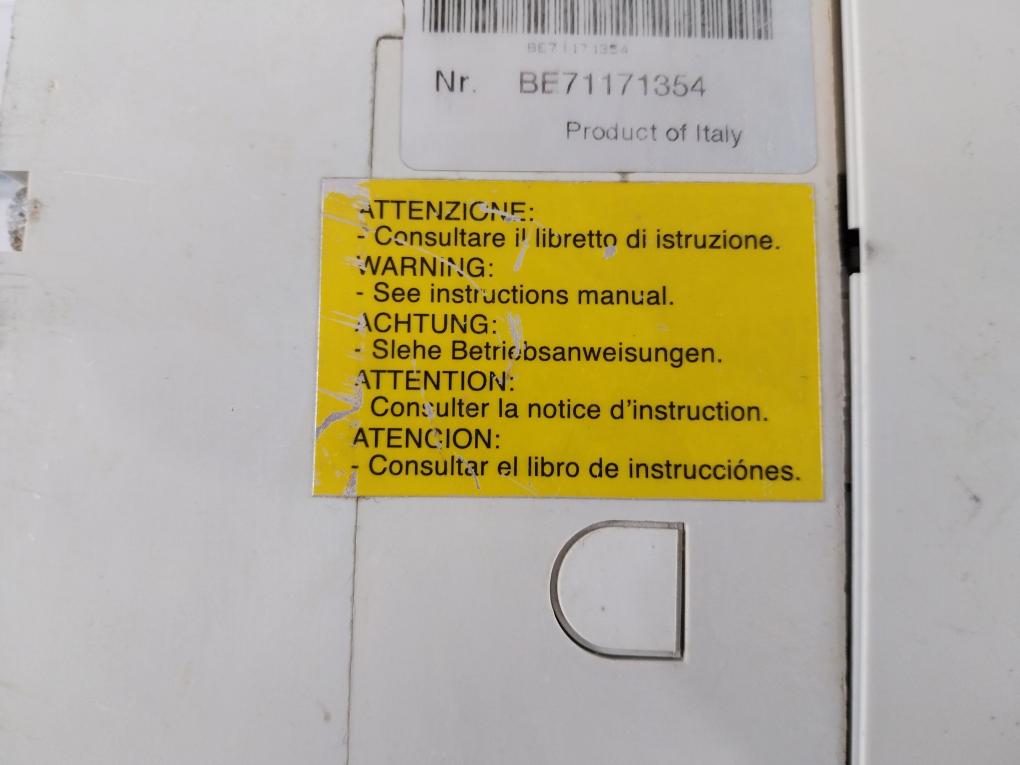 BE71171354
Nr. BE71171354
Product of Italy
ATTENZIONE:
- Consultare il libretto di istruzione.
WARNING:
- See instructions manual.
ACHTUNG:
- Slehe Betriebsanweisungen.
ATTENTION:
Consulter la notice d'instruction.
ATENCION:
- Consultar el libro de instrucciónes.